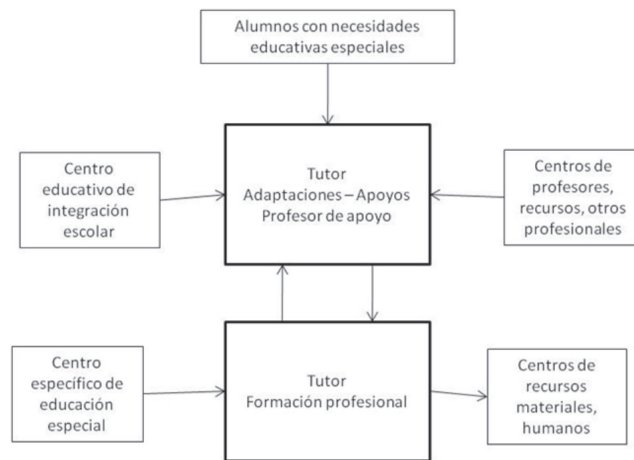 Alumnos con necesidades
educativas especiales
Centro
educativo de
integración
escolar
Tutor
Adaptaciones – Apoyos
Profesor de apoyo
Centros de
profesores,
recursos, otros
profesionales
Centro
específico de
educación
especial
Tutor
Formación profesional
Centros de
recursos
materiales,
humanos